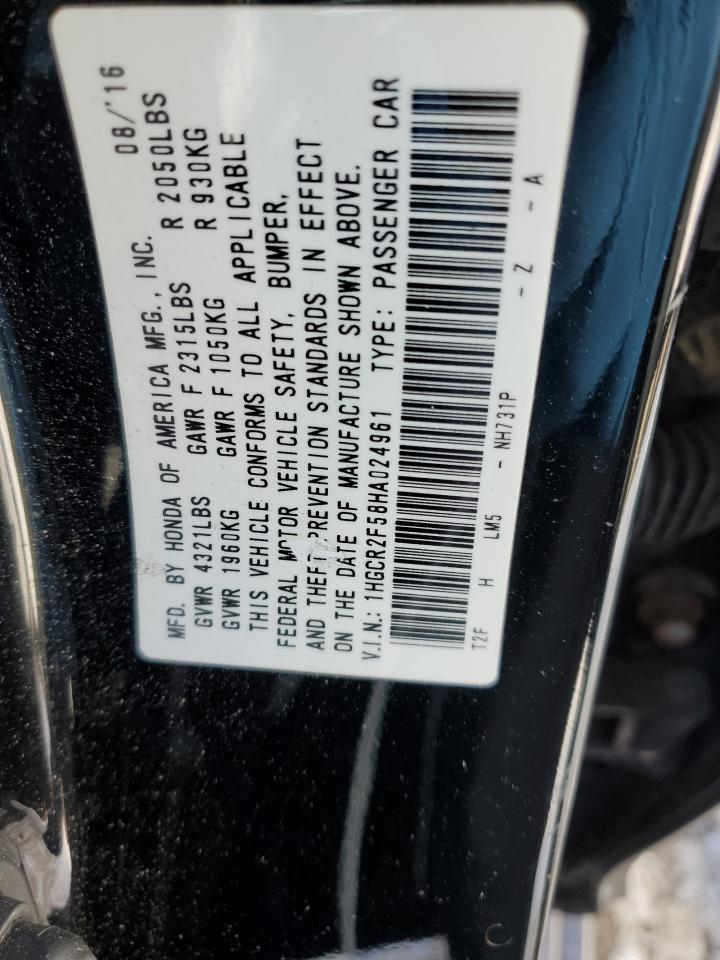 MFD. BY HONDA OF AMERICA MFG., INC. 08/'16
GVWR 4321LBS GAWR F 2315LBS R 2050LBS
GVWR 1960KG GAWR F 1050KG R 930KG
THIS VEHICLE CONFORMS TO ALL APPLICABLE
FEDERAL MOTOR VEHICLE SAFETY, BUMPER,
AND THEFT PREVENTION STANDARDS IN EFFECT
ON THE DATE OF MANUFACTURE SHOWN ABOVE.
V.I.N.: 1HGCR2F58HA024961 TYPE: PASSENGER CAR
T2F H LM5 - NH731P - Z - A